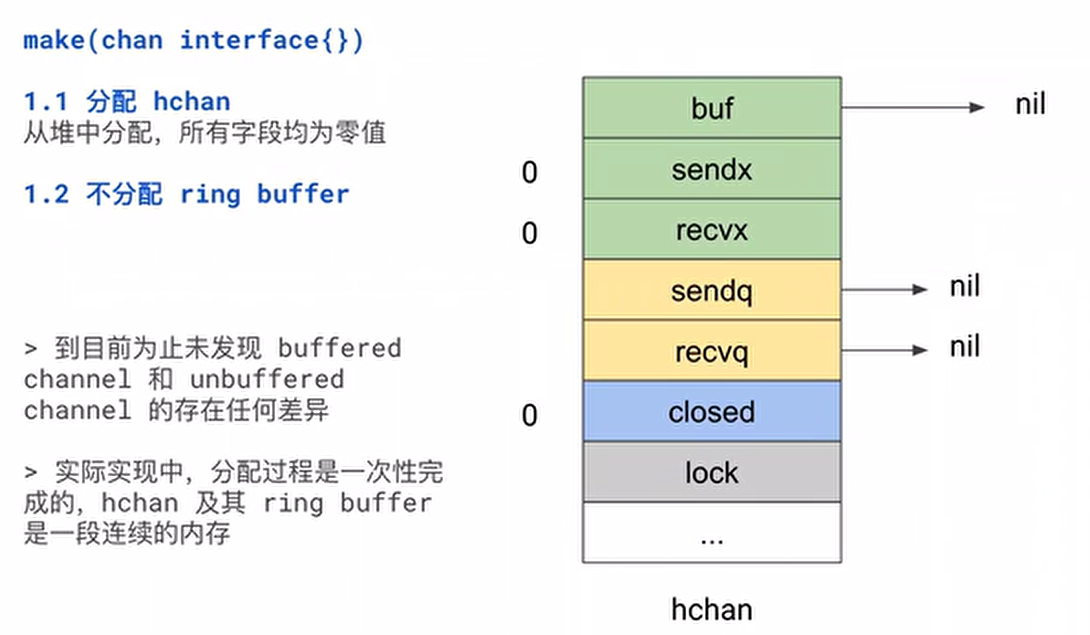 make(chan interface{})
1.1 分配 hchan
从堆中分配，所有字段均为零值
1.2 不分配 ring buffer
> 到目前为止未发现 buffered
channel 和 unbuffered
channel 的存在任何差异
> 实际实现中，分配过程是一次性完
成的，hchan 及其 ring buffer
是一段连续的内存
buf
nil
0
sendx
0
recvx
sendq
nil
recvq
nil
0
closed
lock
...
hchan